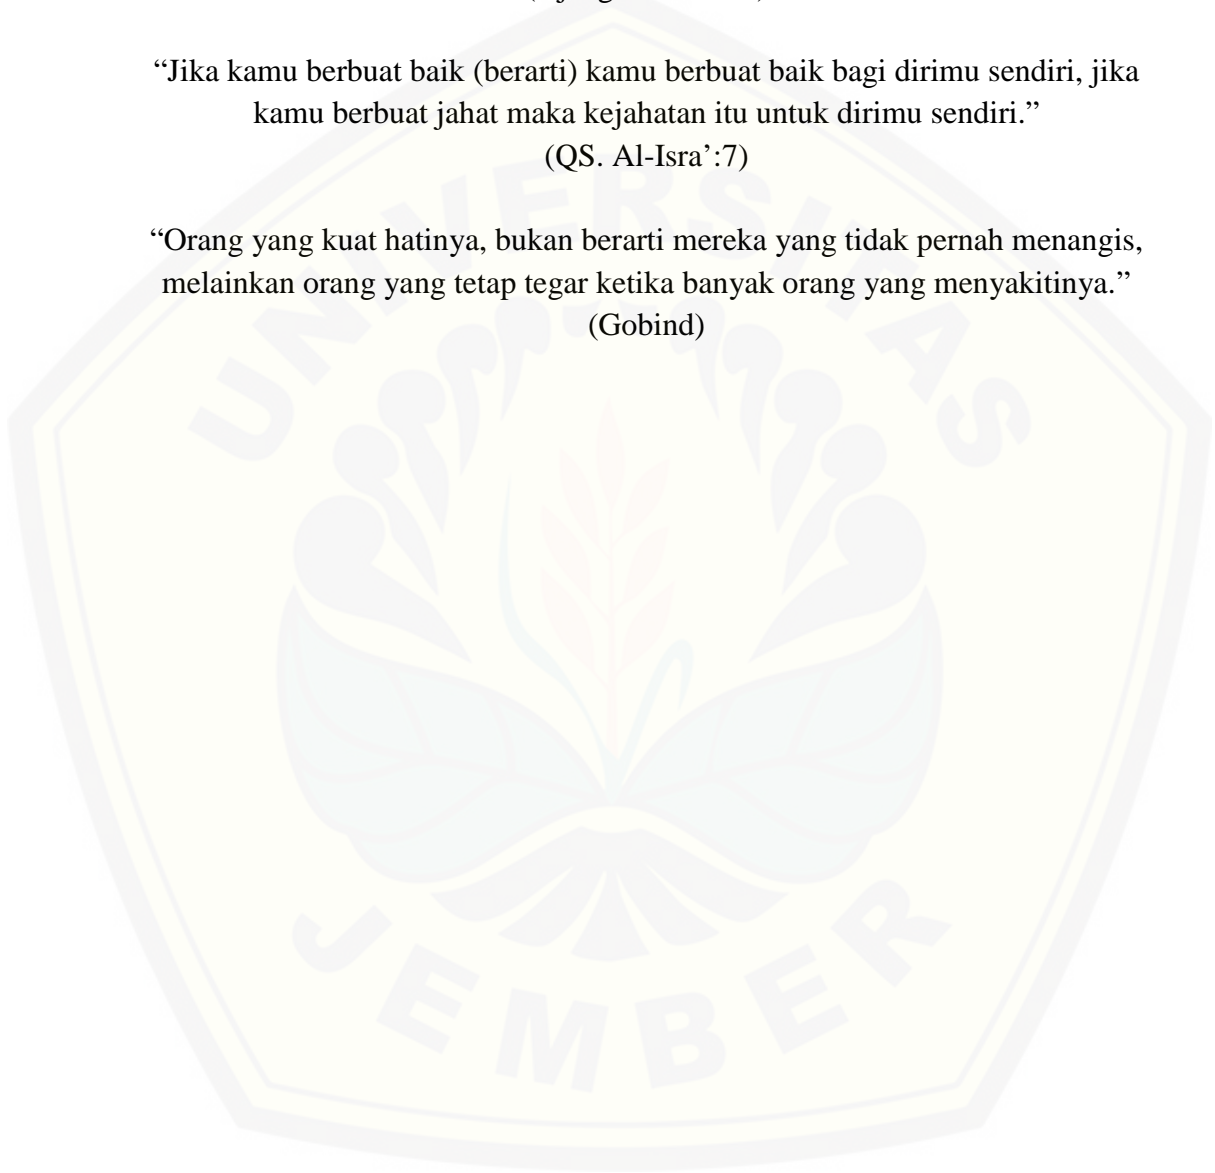 “Jika kamu berbuat baik (berarti) kamu berbuat baik bagi dirimu sendiri, jika
kamu berbuat jahat maka kejahatan itu untuk dirimu sendiri.”
(QS. Al-Isra’:7)
“Orang yang kuat hatinya, bukan berarti mereka yang tidak pernah menangis,
melainkan orang yang tetap tegar ketika banyak orang yang menyakitinya.”
(Gobind)
UNIVERSITAS
JEMBER